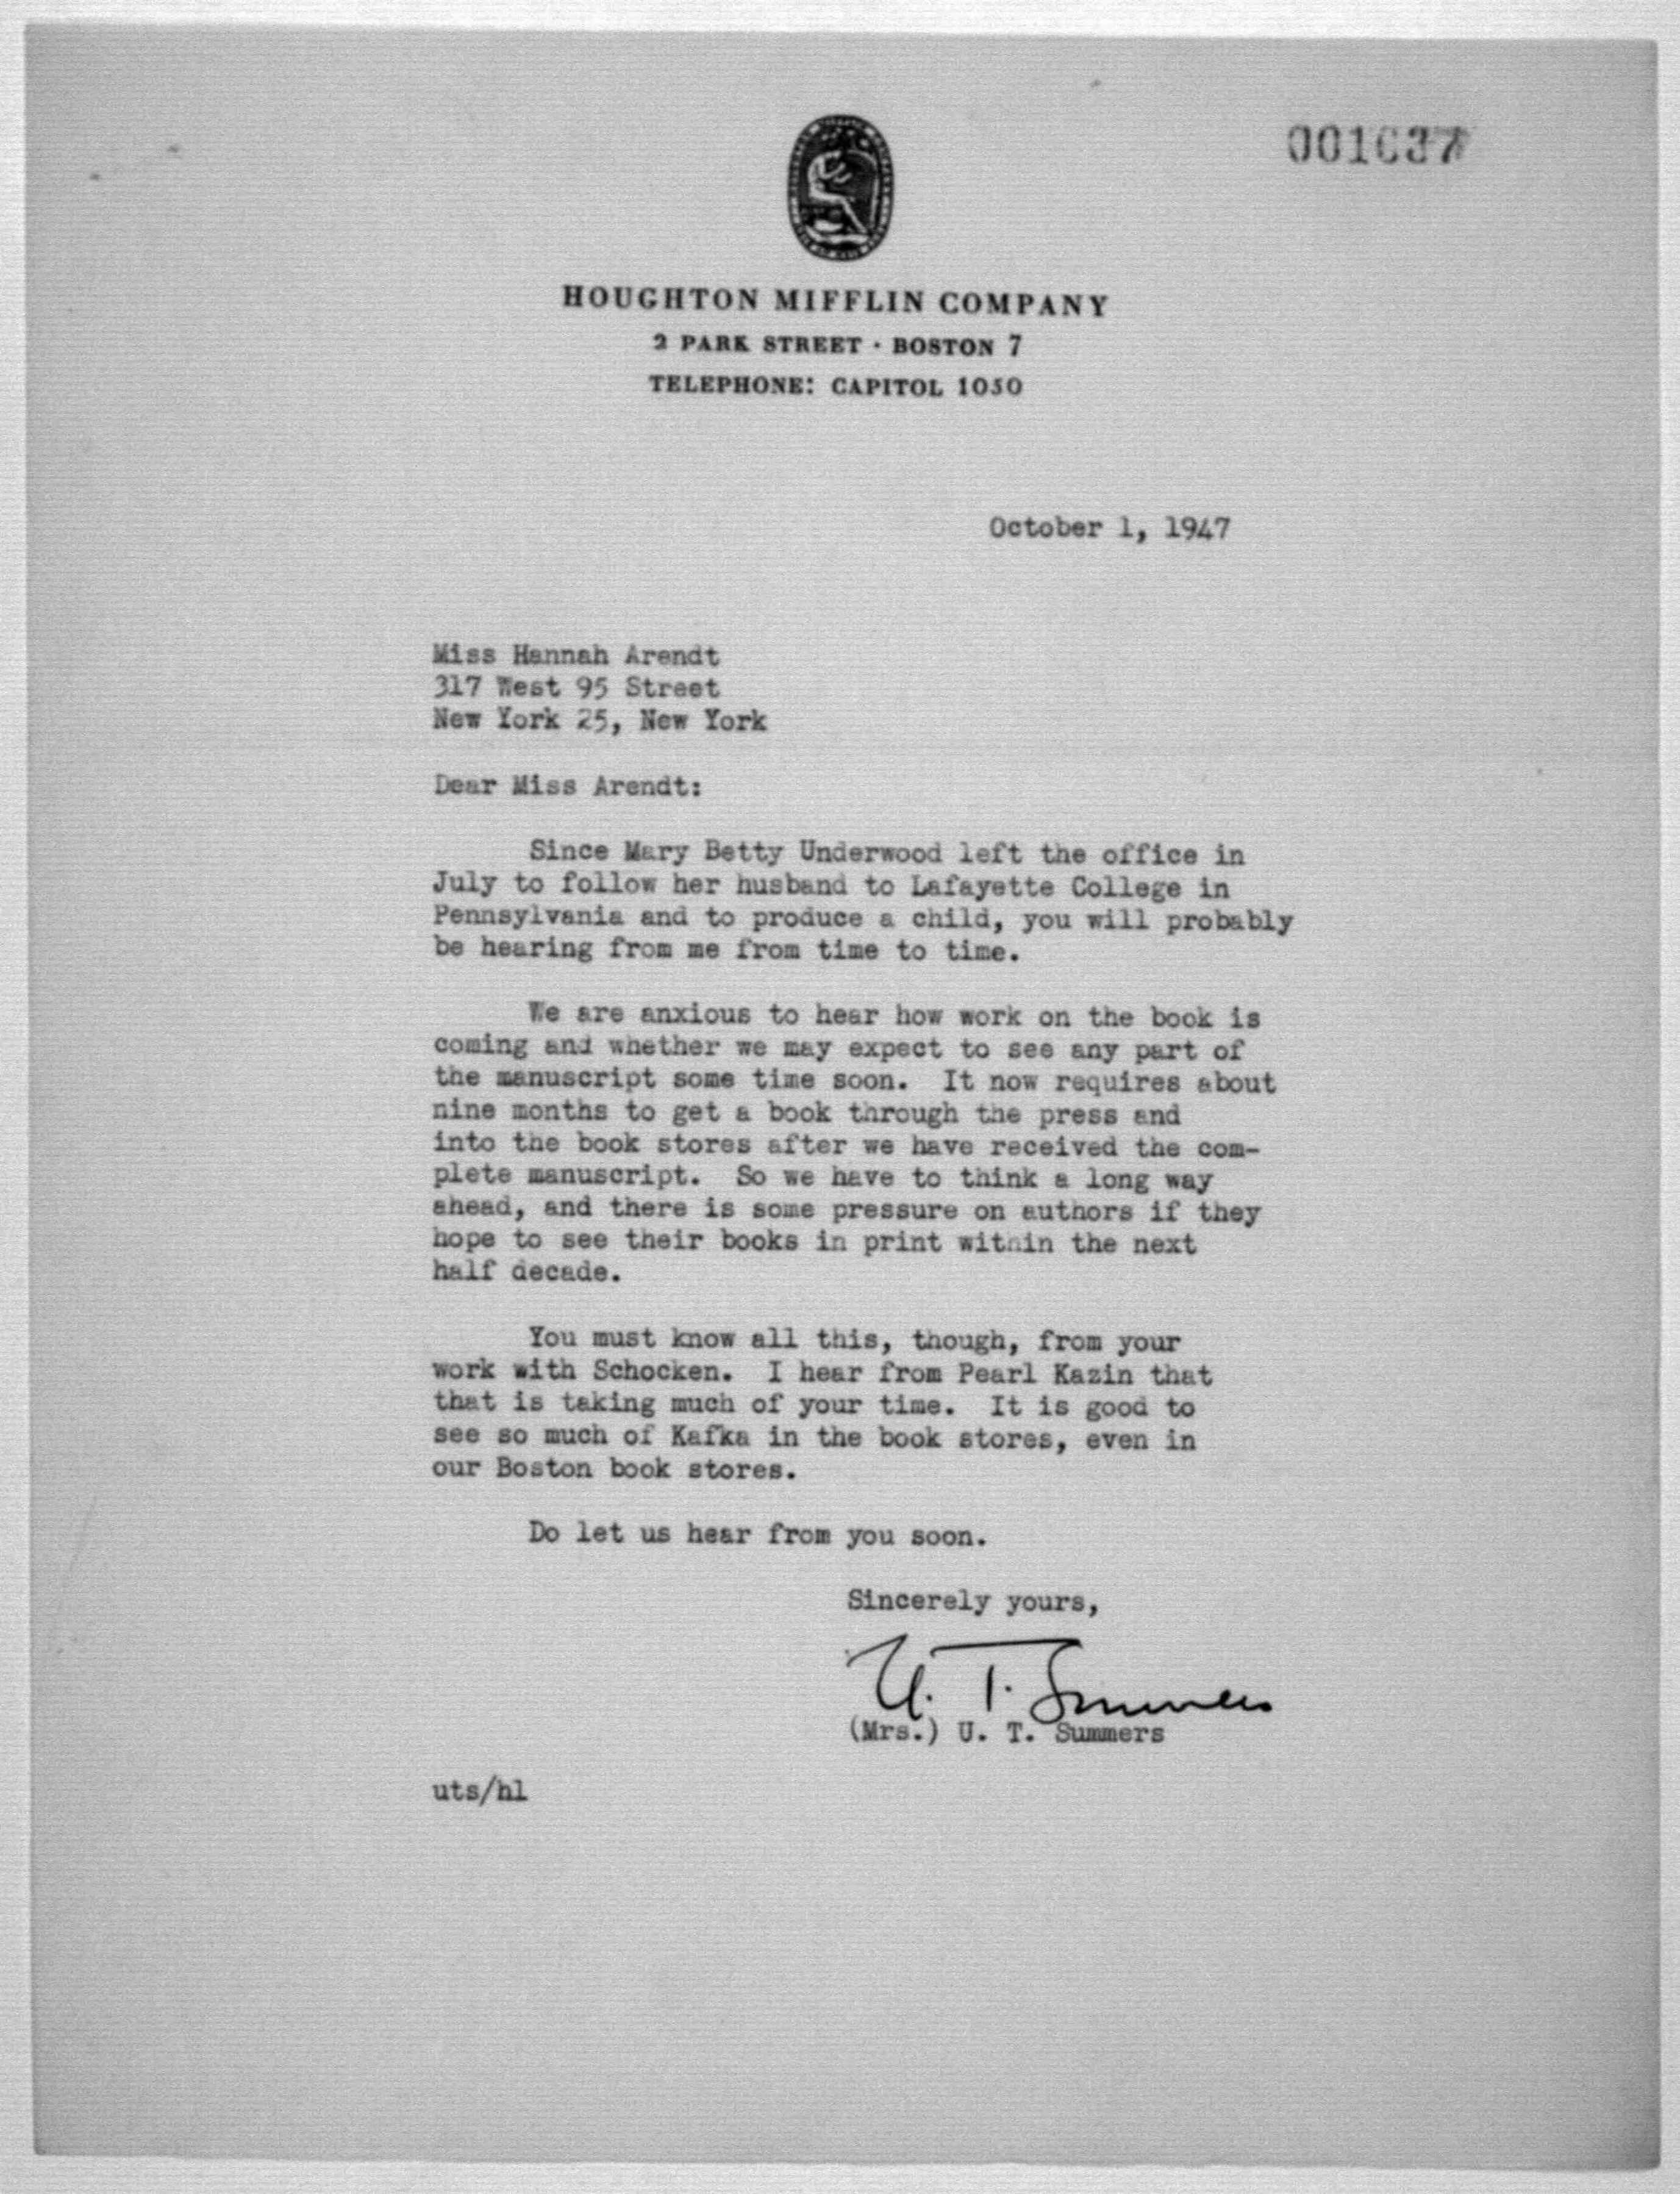 001637
HOUGHTON MIFFLIN COMPANY
2 PARK STREET · BOSTON 7
TELEPHONE: CAPITOL 1050
October 1, 1947
Miss Hannah Arendt
317 West 95 Street
New York 25, New York
Dear Miss Arendt:
Since Mary Betty Underwood left the office in
July to follow her husband to Lafayette College in
Pennsylvania and to produce a child, you will probably
be hearing from me from time to time.
We are anxious to hear how work on the book is
coming and whether we may expect to see any part of
the manuscript some time soon. It now requires about
nine months to get a book through the press and
into the book stores after we have received the com-
plete manuscript. So we have to think a long way
ahead, and there is some pressure on authors if they
hope to see their books in print within the next
half decade.
You must know all this, though, from your
work with Schocken. I hear from Pearl Kazin that
that is taking much of your time. It is good to
see so much of Kafka in the book stores, even in
our Boston book stores.
Do let us hear from you soon.
Sincerely yours,
U. T. Summers
(Mrs.) U. T. Summers
uts/hl